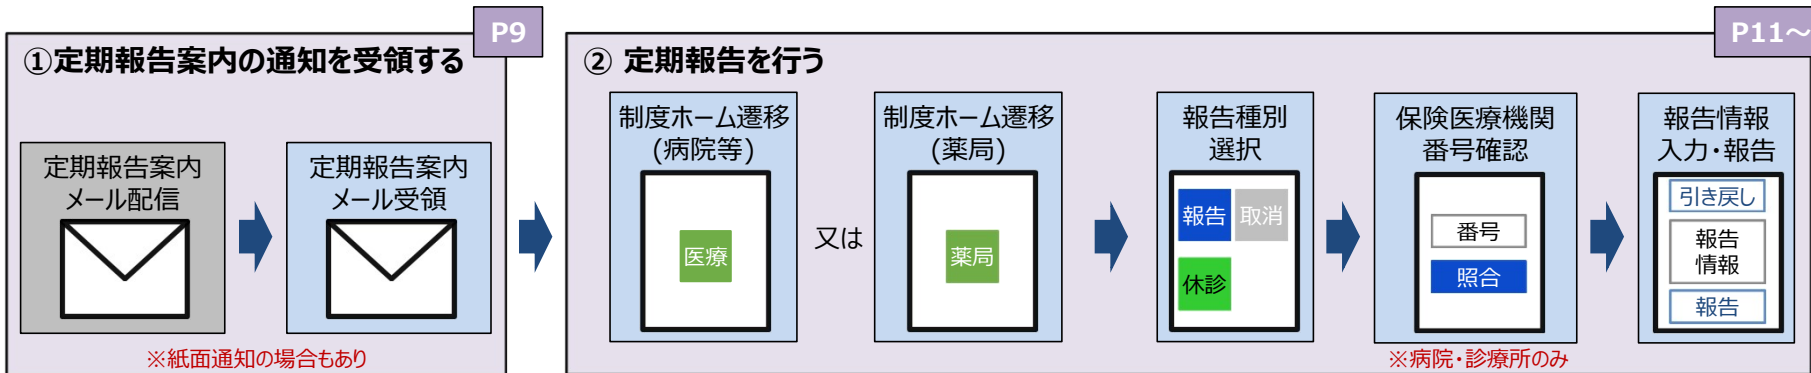 P9
①定期報告案内の通知を受領する
定期報告案内
メール配信
定期報告案内
メール受領
※紙面通知の場合もあり
P11～
② 定期報告を行う
制度ホーム遷移
(病院等)
医療
又は
制度ホーム遷移
(薬局)
薬局
報告種別
選択
報告 取消
休診
保険医療機関
番号確認
番号
照合
※病院・診療所のみ
報告情報
入力・報告
引き戻し
報告
情報
報告